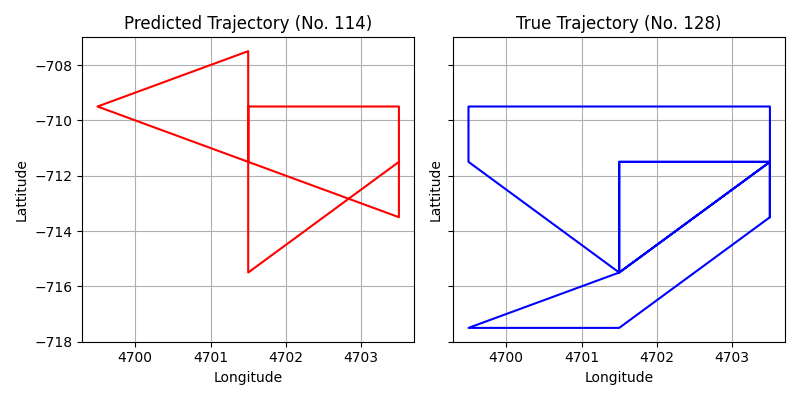 Predicted Trajectory (No. 114)
True Trajectory (No. 128)
−708
−710
−712
−714
−716
−718
Lattitude
Lattitude
4700
4701
4702
4703
4700
4701
4702
4703
Longitude
Longitude